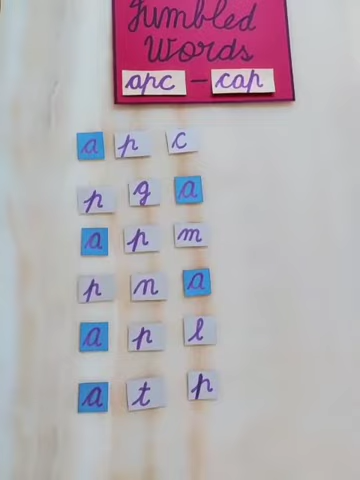 Jumbled
Words
apc - cap
a p c
p g a
a p m
p n a
a p l
a t p